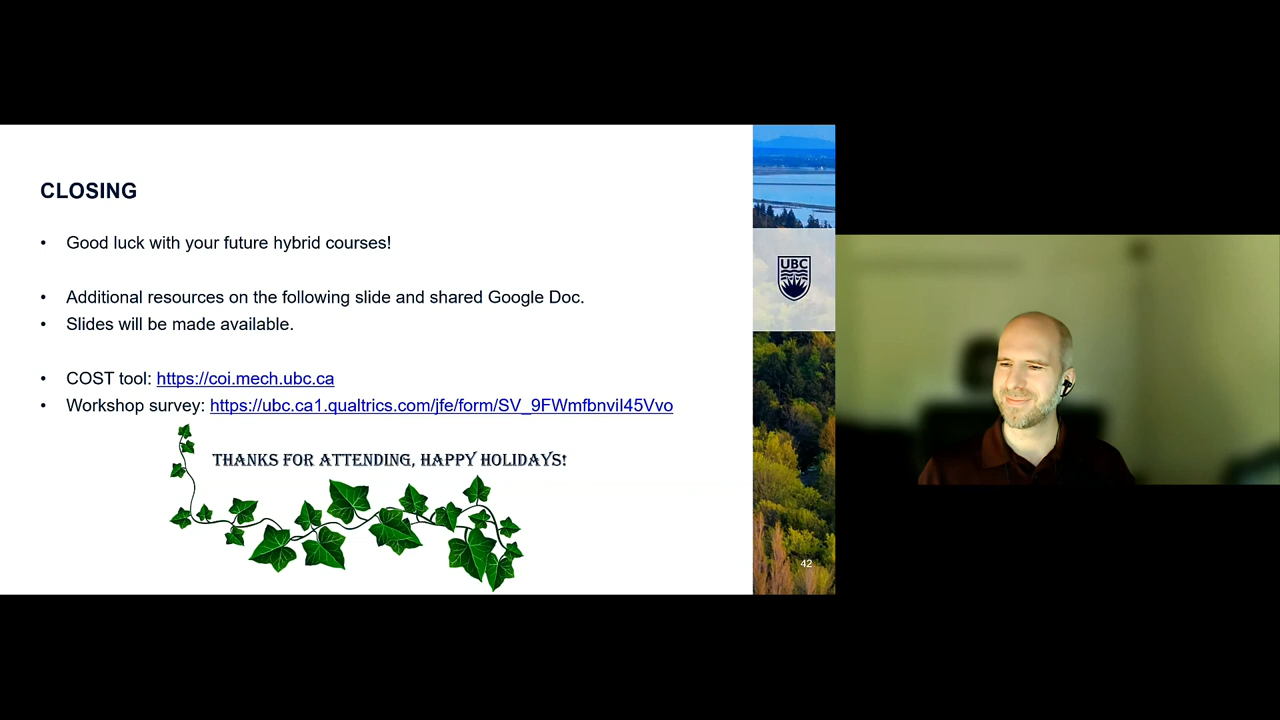 CLOSING
• Good luck with your future hybrid courses!
• Additional resources on the following slide and shared Google Doc.
• Slides will be made available.
• COST tool: https://coi.mech.ubc.ca
• Workshop survey: https://ubc.ca1.qualtrics.com/jfe/form/SV_9FWmfbnviI45Vvo
THANKS FOR ATTENDING, HAPPY HOLIDAYS!
UBC
42